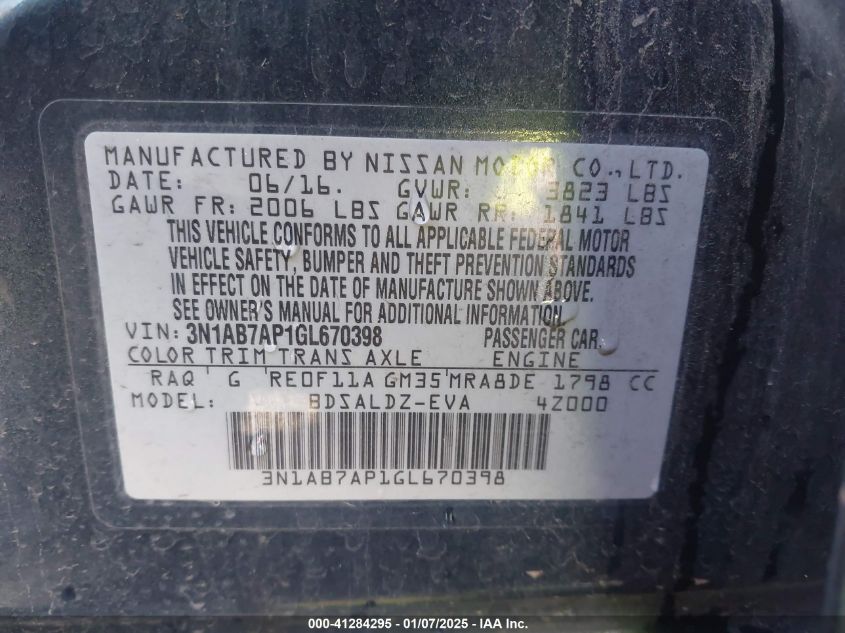 MANUFACTURED BY NISSAN MOTOR CO., LTD.
DATE: 06/16. GVWR: 3823 LBS
GAWR FR: 2006 LBS GAWR RR: 1841 LBS
THIS VEHICLE CONFORMS TO ALL APPLICABLE FEDERAL MOTOR
VEHICLE SAFETY, BUMPER AND THEFT PREVENTION STANDARDS
IN EFFECT ON THE DATE OF MANUFACTURE SHOWN ABOVE.
SEE OWNER'S MANUAL FOR ADDITIONAL INFORMATION.
VIN: 3N1AB7AP1GL670398 PASSENGER CAR
COLOR TRIM TRANS AXLE ENGINE
RAQ G RE0F11A GM35 MRA8DE 1798 CC
MODEL: BDSALDZ-EVA 4Z000
3N1AB7AP1GL670398
000-41284295 - 01/07/2025 - IAA Inc.